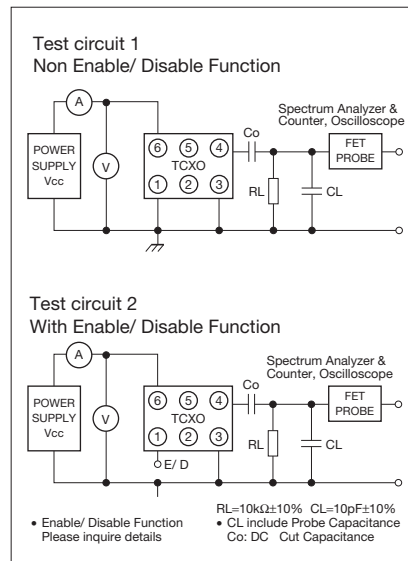 Test circuit 1
Non Enable/ Disable Function
A
Spectrum Analyzer &
Counter, Oscilloscope
Co
POWER
SUPPLY
Vcc
V
6 5 4
TCXO
1 2 3
RL
CL
FET
PROBE
Test circuit 2
With Enable/ Disable Function
A
Spectrum Analyzer &
Counter, Oscilloscope
Co
POWER
SUPPLY
Vcc
V
6 5 4
TCXO
1 2 3
E/ D
RL
CL
FET
PROBE
RL=10kΩ±10% CL=10pF±10%
• Enable/ Disable Function
Please inquire details
• CL include Probe Capacitance
Co: DC Cut Capacitance